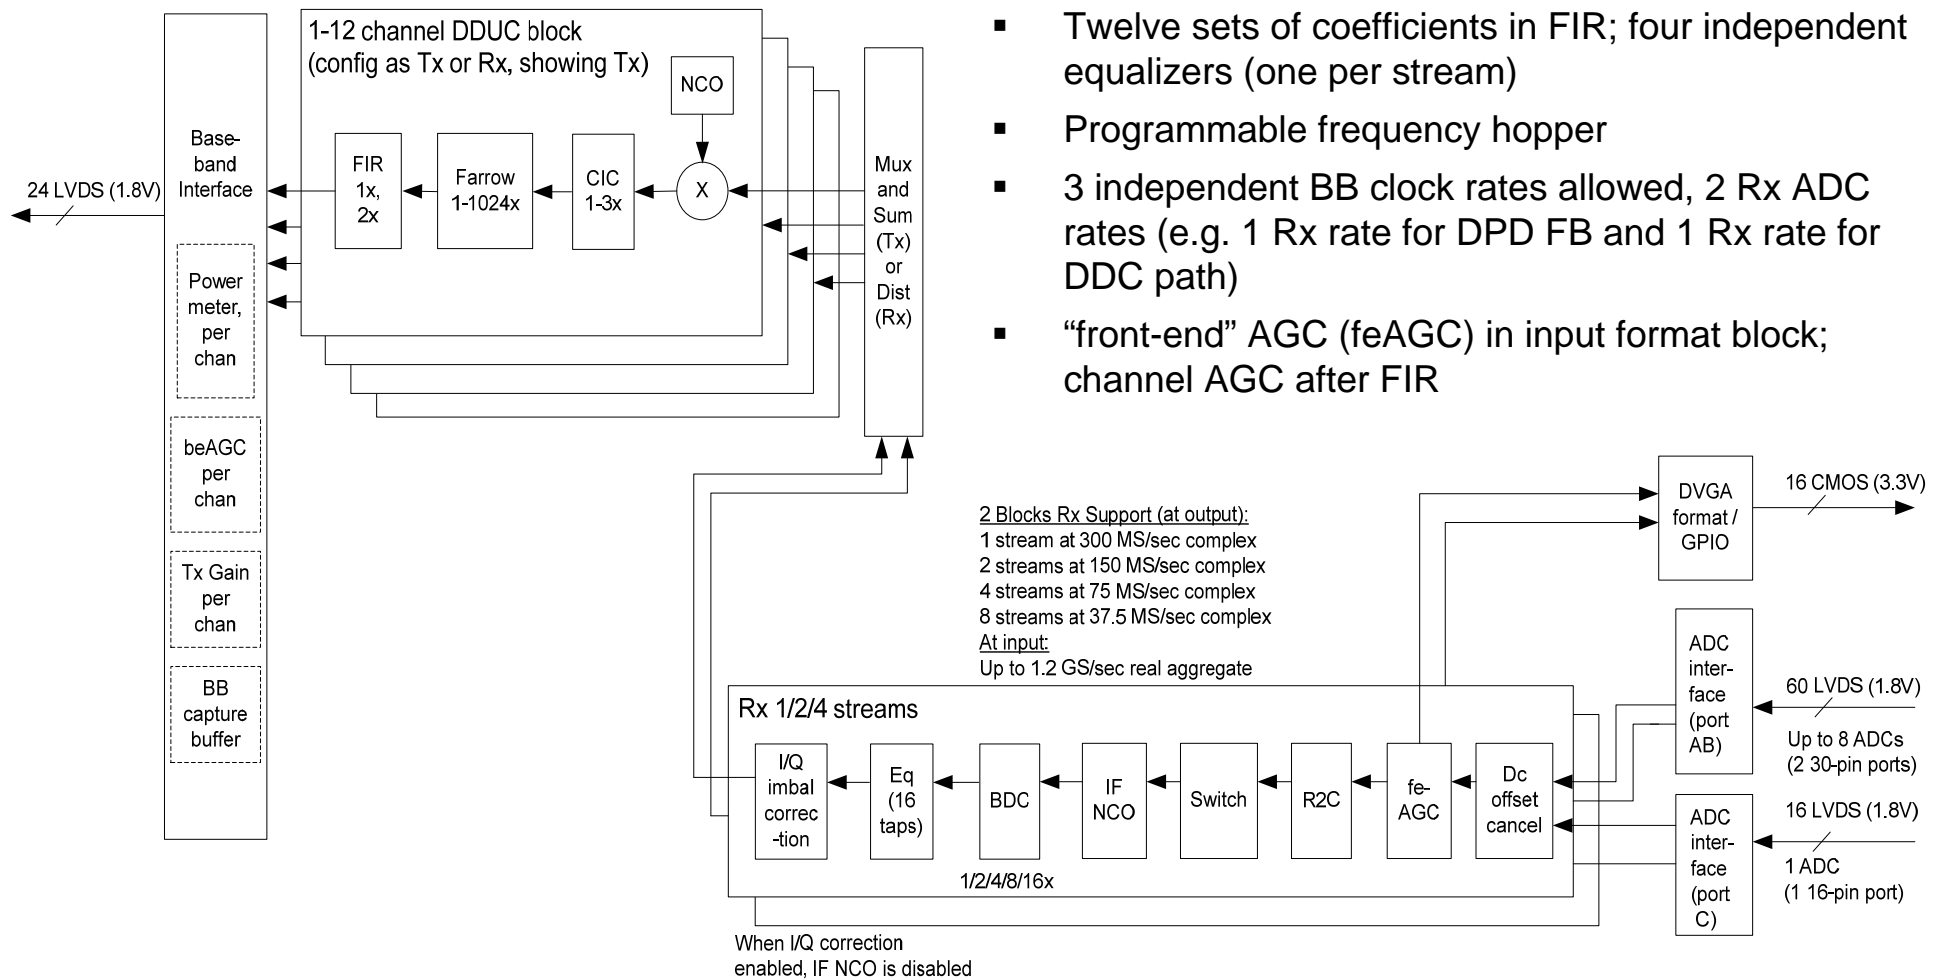 1-12 channel DDUC block
(config as Tx or Rx, showing Tx)
NCO
FIR
1x,
2x
Farrow
1-1024x
CIC
1-3x
X
24 LVDS (1.8V)
Base-
band
Interface
Power
meter,
per
chan
beAGC
per
chan
Tx Gain
per
chan
BB
capture
buffer
Mux
and
Sum
(Tx)
or
Dist
(Rx)
▪ Twelve sets of coefficients in FIR; four independent
equalizers (one per stream)
▪ Programmable frequency hopper
▪ 3 independent BB clock rates allowed, 2 Rx ADC
rates (e.g. 1 Rx rate for DPD FB and 1 Rx rate for
DDC path)
▪ “front-end” AGC (feAGC) in input format block;
channel AGC after FIR
2 Blocks Rx Support (at output):
1 stream at 300 MS/sec complex
2 streams at 150 MS/sec complex
4 streams at 75 MS/sec complex
8 streams at 37.5 MS/sec complex
At input:
Up to 1.2 GS/sec real aggregate
DVGA
format /
GPIO
16 CMOS (3.3V)
Rx 1/2/4 streams
I/Q
imbal
correc
-tion
Eq
(16
taps)
BDC
1/2/4/8/16x
IF
NCO
Switch
R2C
fe-
AGC
Dc
offset
cancel
ADC
inter-
face
(port
AB)
60 LVDS (1.8V)
Up to 8 ADCs
(2 30-pin ports)
ADC
inter-
face
(port
C)
16 LVDS (1.8V)
1 ADC
(1 16-pin port)
When I/Q correction
enabled, IF NCO is disabled